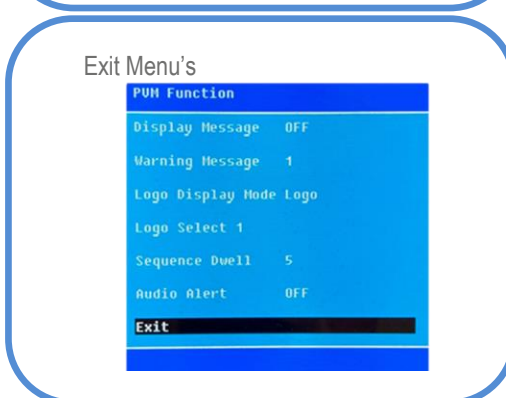 Exit Menu's
PVM Function
Display Message OFF
Warning Message 1
Logo Display Mode Logo
Logo Select 1
Sequence Dwell 5
Audio Alert OFF
Exit